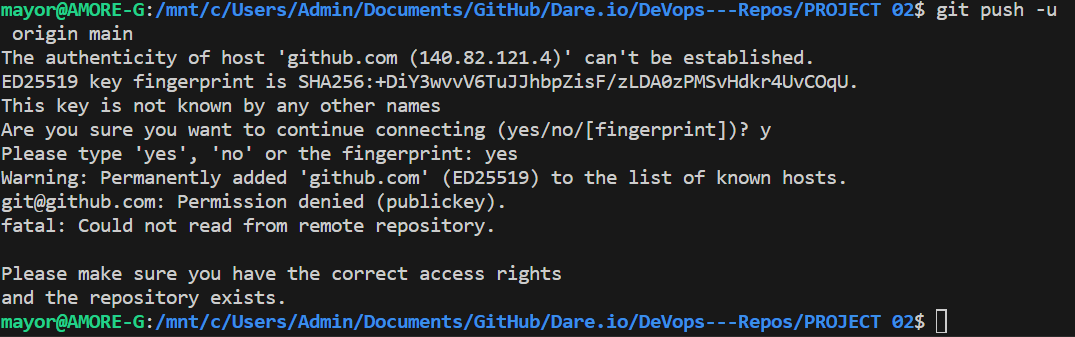 mayor@AMORE-G:/mnt/c/Users/Admin/Documents/GitHub/Dare.io/DeVops---Repos/PROJECT 02$ git push -u
origin main
The authenticity of host 'github.com (140.82.121.4)' can't be established.
ED25519 key fingerprint is SHA256:+DiY3wvvV6TuJJhbpZisF/zLDA0zPMSvHdkr4UvCOqU.
This key is not known by any other names
Are you sure you want to continue connecting (yes/no/[fingerprint])? y
Please type 'yes', 'no' or the fingerprint: yes
Warning: Permanently added 'github.com' (ED25519) to the list of known hosts.
git@github.com: Permission denied (publickey).
fatal: Could not read from remote repository.

Please make sure you have the correct access rights
and the repository exists.
mayor@AMORE-G:/mnt/c/Users/Admin/Documents/GitHub/Dare.io/DeVops---Repos/PROJECT 02$